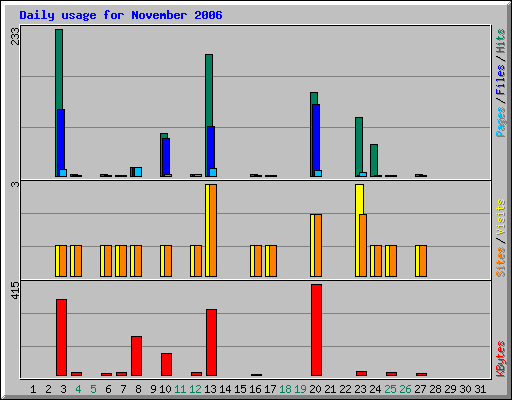 Daily usage for November 2006
233
3
415
Pages / Files / Hits
Sites / Visits
KBytes
1 2 3 4 5 6 7 8 9 10 11 12 13 14 15 16 17 18 19 20 21 22 23 24 25 26 27 28 29 30 31